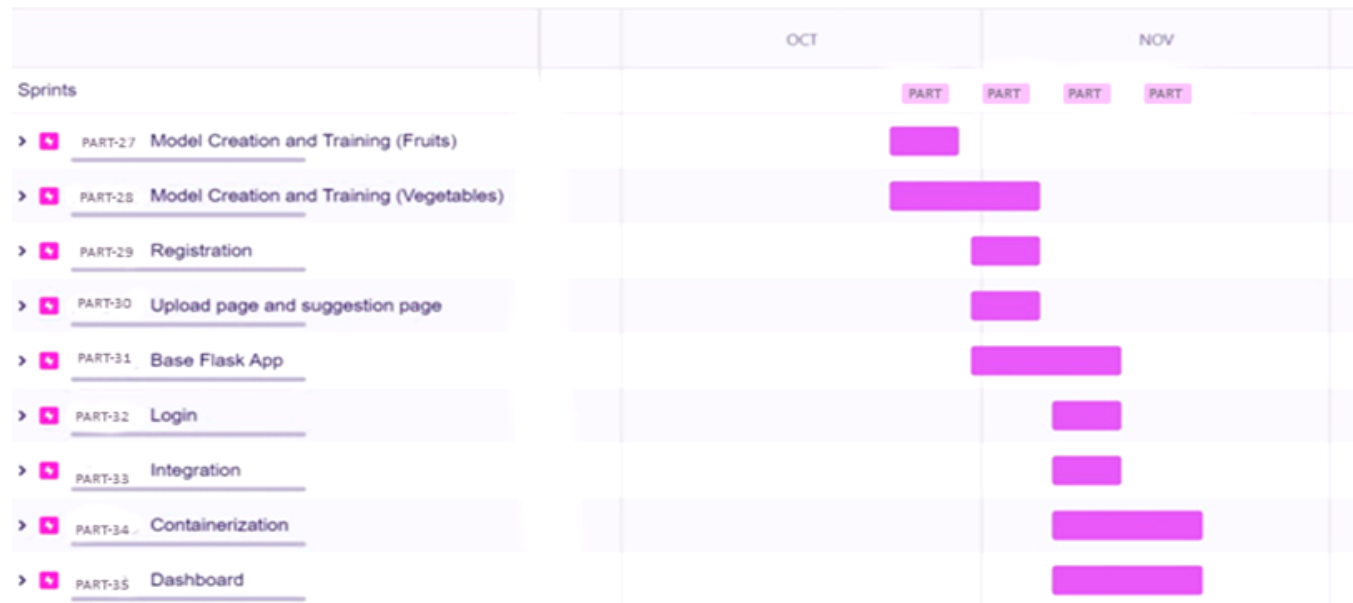 OCT NOV
Sprints PART PART PART PART
PART-27 Model Creation and Training (Fruits)
PART-28 Model Creation and Training (Vegetables)
PART-29 Registration
PART-30 Upload page and suggestion page
PART-31 Base Flask App
PART-32 Login
PART-33 Integration
PART-34 Containerization
PART-35 Dashboard